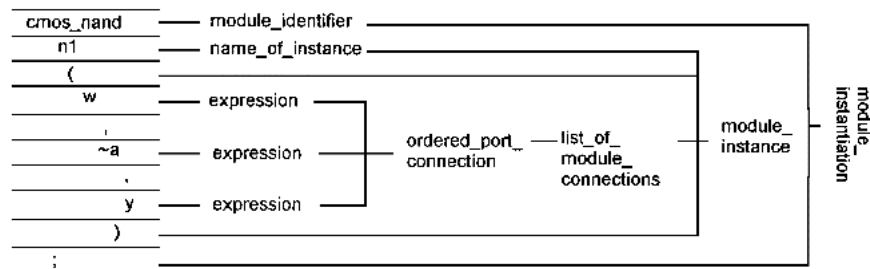 cmos_nand module_identifier
n1 name_of_instance
(
w expression
,
~a expression
,
y expression
)
;
ordered_port_
connection
list_of_
module_
connections
module_
instance
module_
instantiation